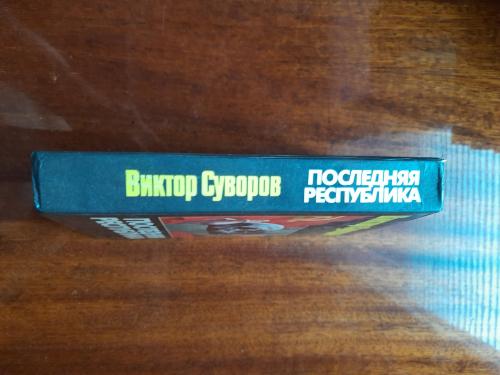 Виктор Суворов
ПОСЛЕДНЯЯ
РЕСПУБЛИКА